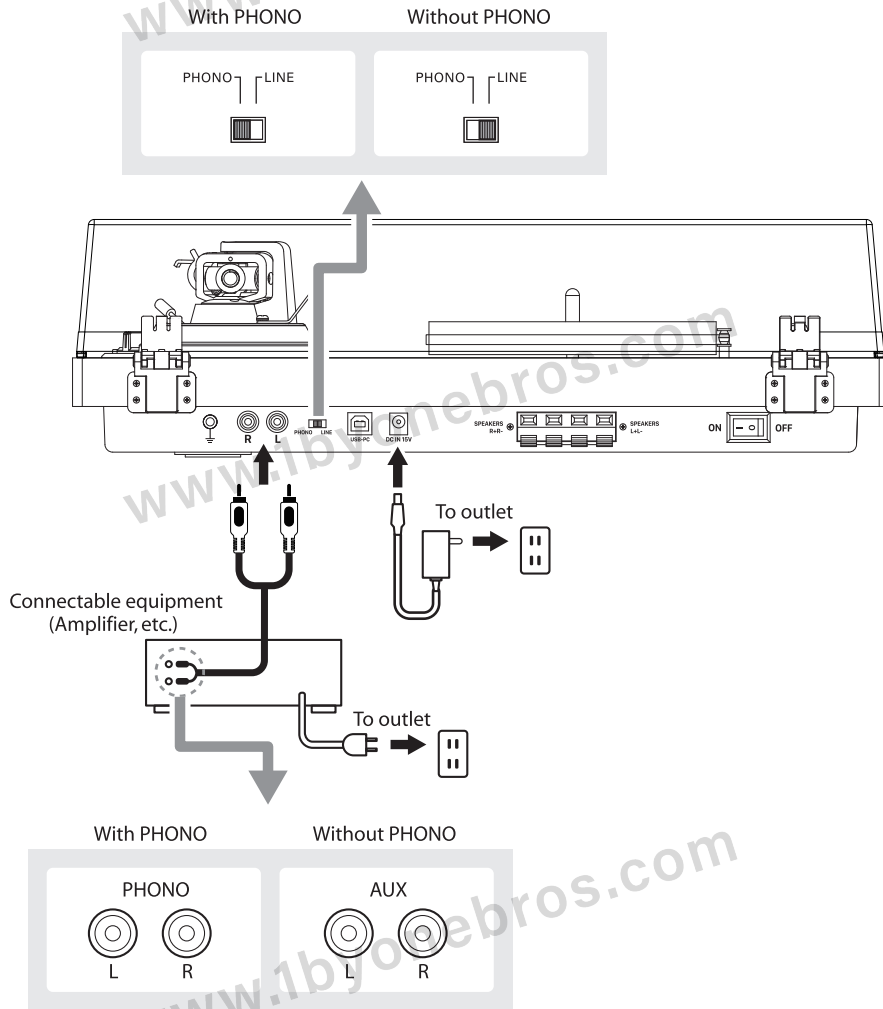 With PHONO
Without PHONO
PHONO
LINE
PHONO
LINE
R
L
PHONO
LINE
USB-PC
DC IN 15V
SPEAKERS
R+R-
SPEAKERS
L+L-
ON
OFF
www.1byonebros.com
To outlet
Connectable equipment
(Amplifier, etc.)
To outlet
With PHONO
Without PHONO
PHONO
L
R
AUX
L
R
www.1byonebros.com